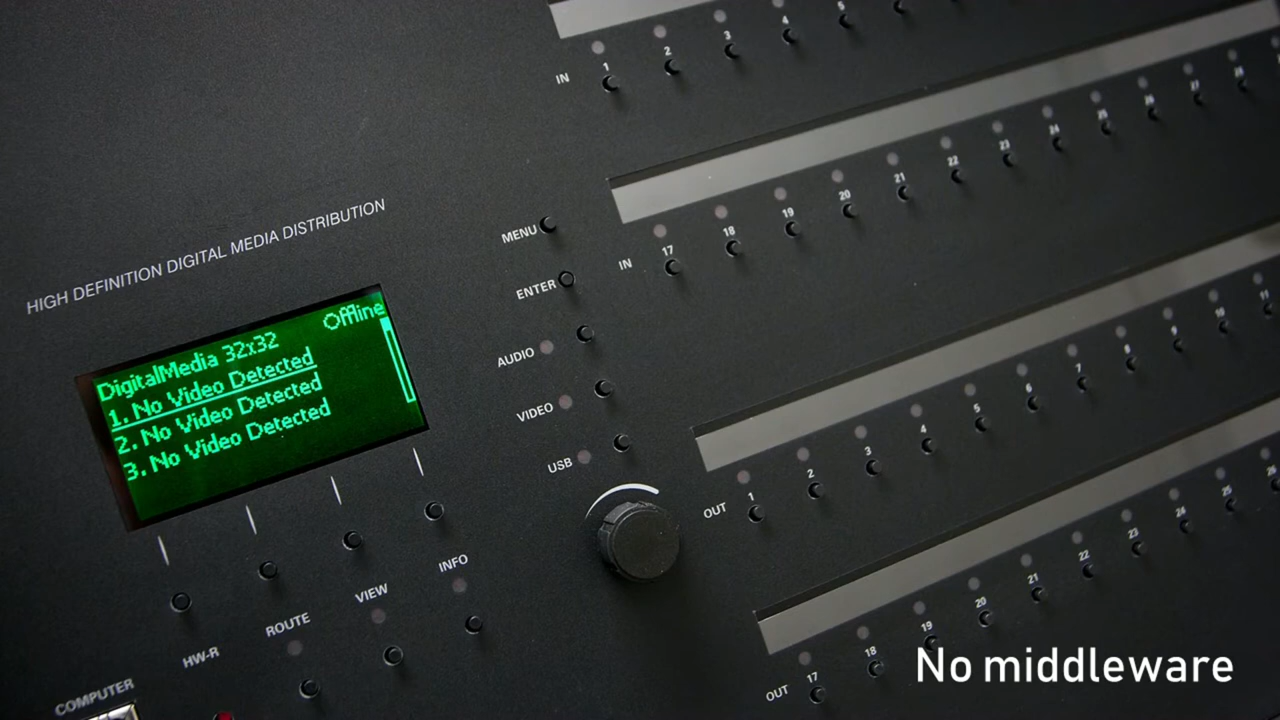 IN 1 2 3 4 5
IN 17 18 19 20 21 22 23 24 25 26 27 28
HIGH DEFINITION DIGITAL MEDIA DISTRIBUTION
MENU
ENTER
AUDIO
VIDEO
USB
Offline
DigitalMedia 32x32
1. No Video Detected
2. No Video Detected
3. No Video Detected
OUT 1 2 3 4 5 6 7 8 9 10 11
OUT 17 18 19 20 21 22 23 24 25 26
HW-R
ROUTE
VIEW
INFO
COMPUTER
No middleware